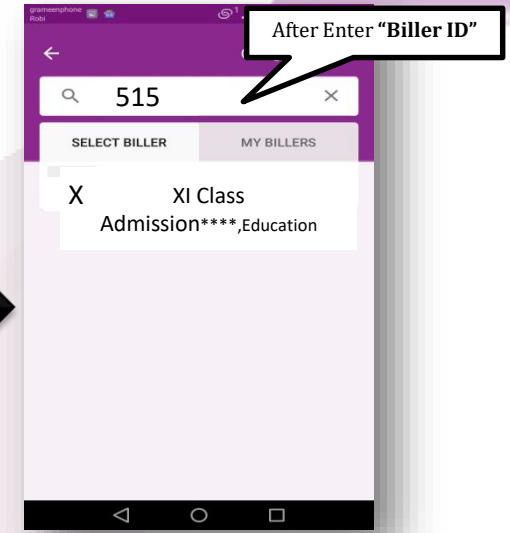 grameenphone
Robi
After Enter “Biller ID”
515
SELECT BILLER
MY BILLERS
X
XI Class
Admission****,Education